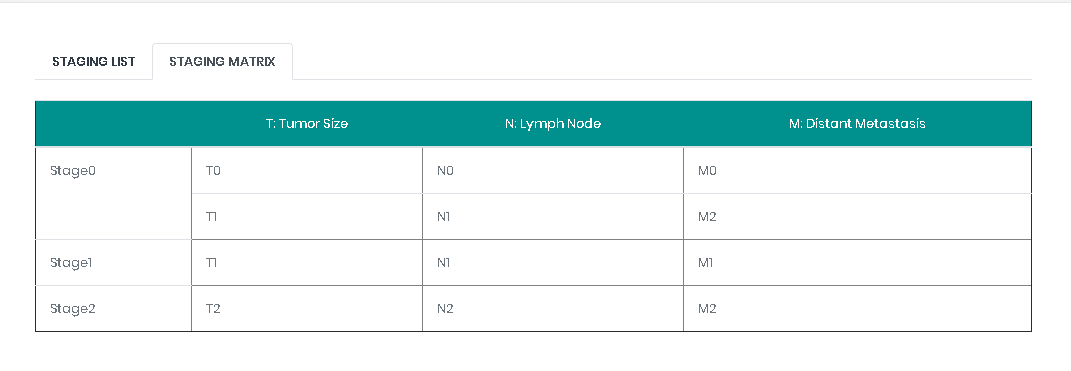 STAGING LIST STAGING MATRIX
T: Tumor Size N: Lymph Node M: Distant Metastasis
Stage0 T0 N0 M0
T1 N1 M2
Stage1 T1 N1 M1
Stage2 T2 N2 M2